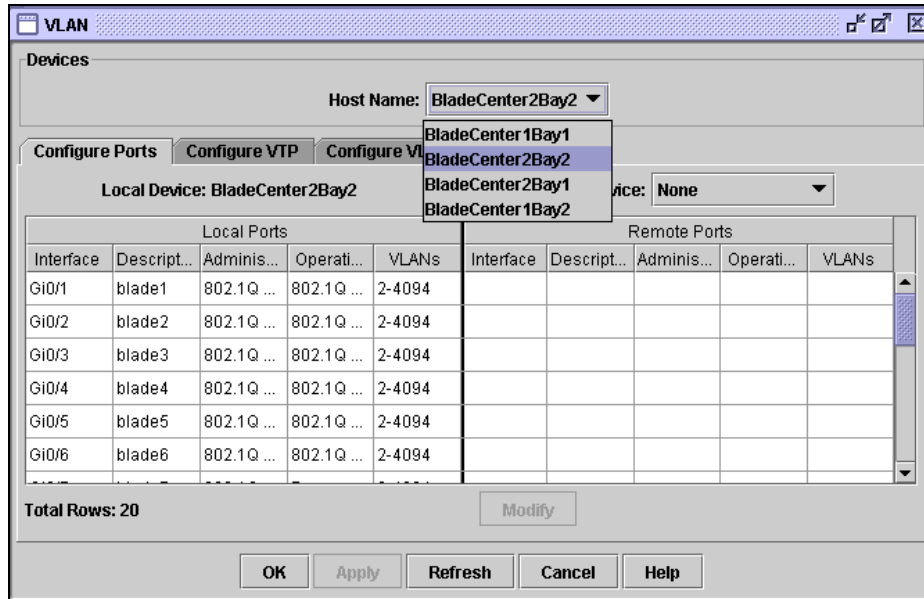 VLAN
Devices
Host Name: BladeCenter2Bay2
BladeCenter1Bay1
BladeCenter2Bay2
BladeCenter2Bay1
BladeCenter1Bay2
Configure Ports Configure VTP Configure
Local Device: BladeCenter2Bay2 None
Local Ports Remote Ports
Interface Descript... Adminis... Operati... VLANs Interface Descript... Adminis... Operati... VLANs
Gi0/1 blade1 802.1Q ... 802.1Q ... 2-4094
Gi0/2 blade2 802.1Q ... 802.1Q ... 2-4094
Gi0/3 blade3 802.1Q ... 802.1Q ... 2-4094
Gi0/4 blade4 802.1Q ... 802.1Q ... 2-4094
Gi0/5 blade5 802.1Q ... 802.1Q ... 2-4094
Gi0/6 blade6 802.1Q ... 802.1Q ... 2-4094
Total Rows: 20 Modify
OK Apply Refresh Cancel Help